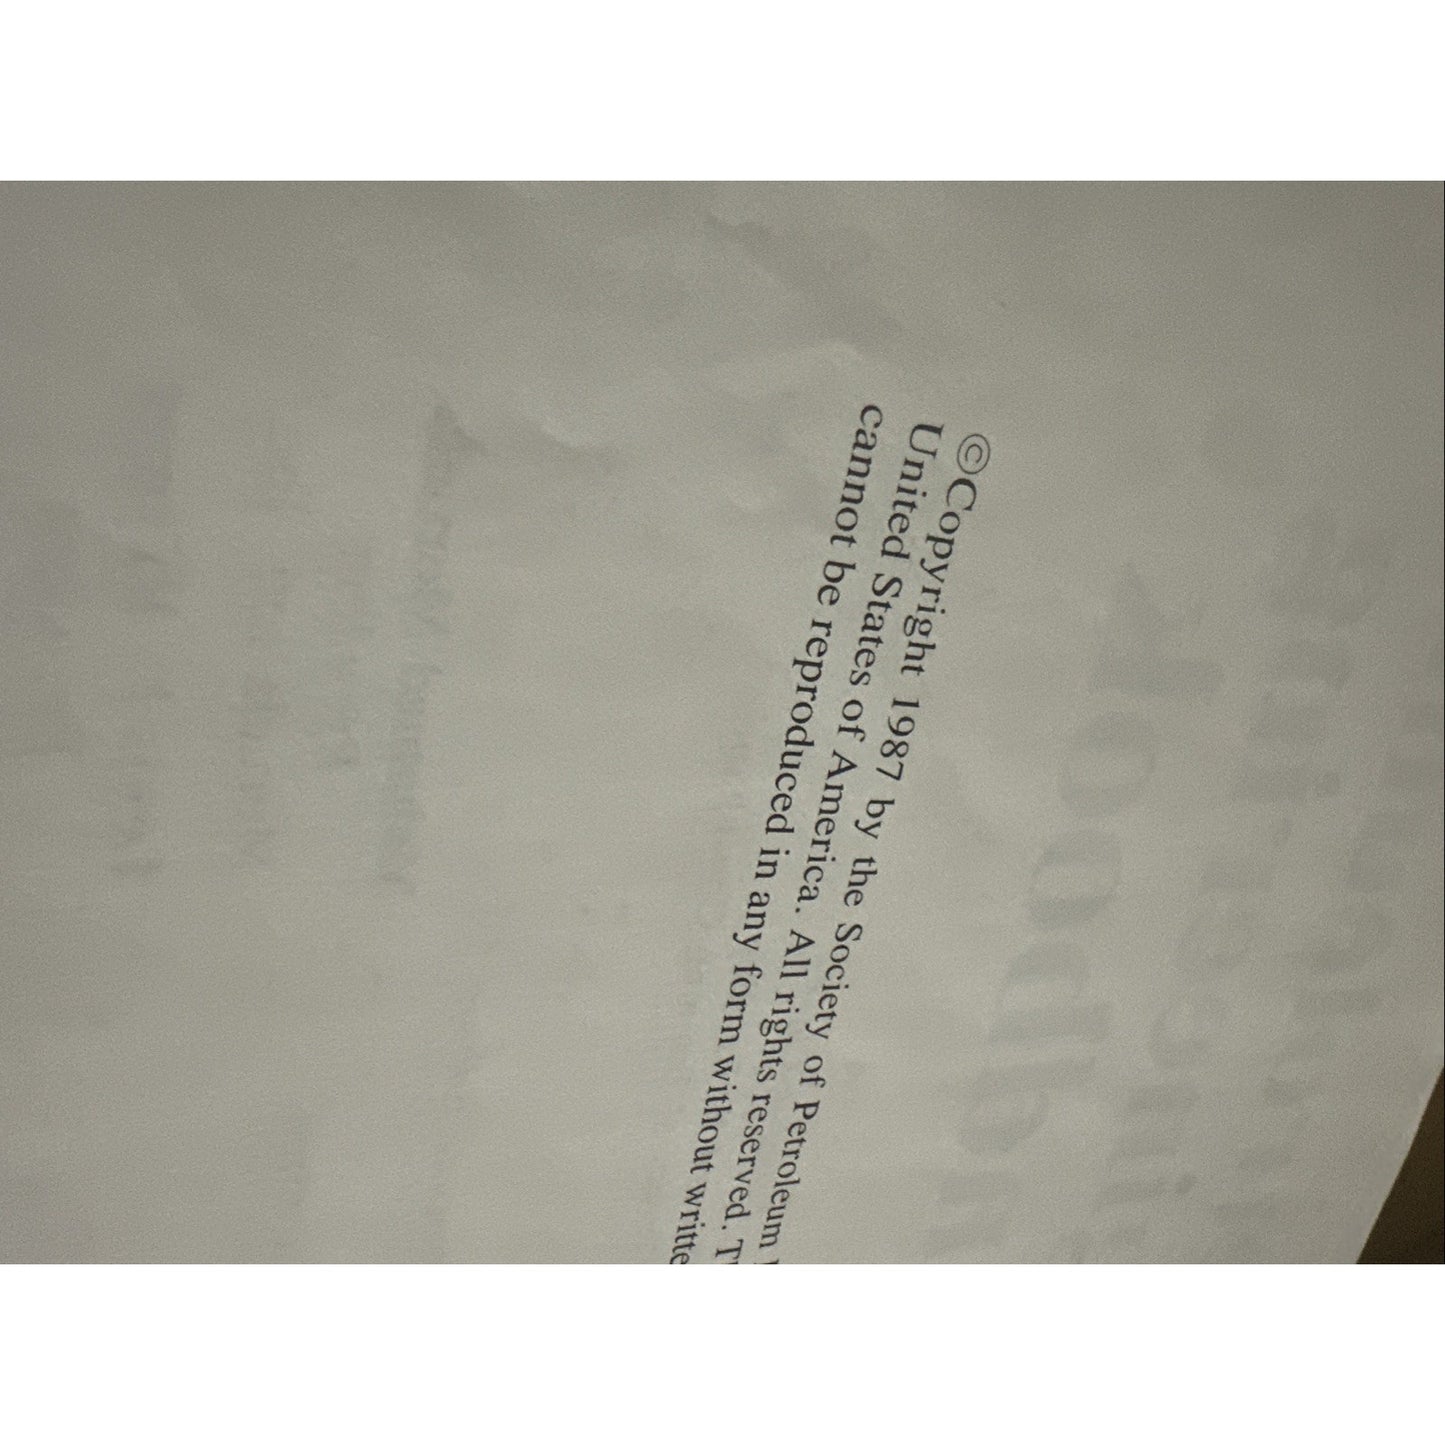 ©Copyright 1987 by the Society of Petroleum
United States of America. All rights reserved.
cannot be reproduced in any form without